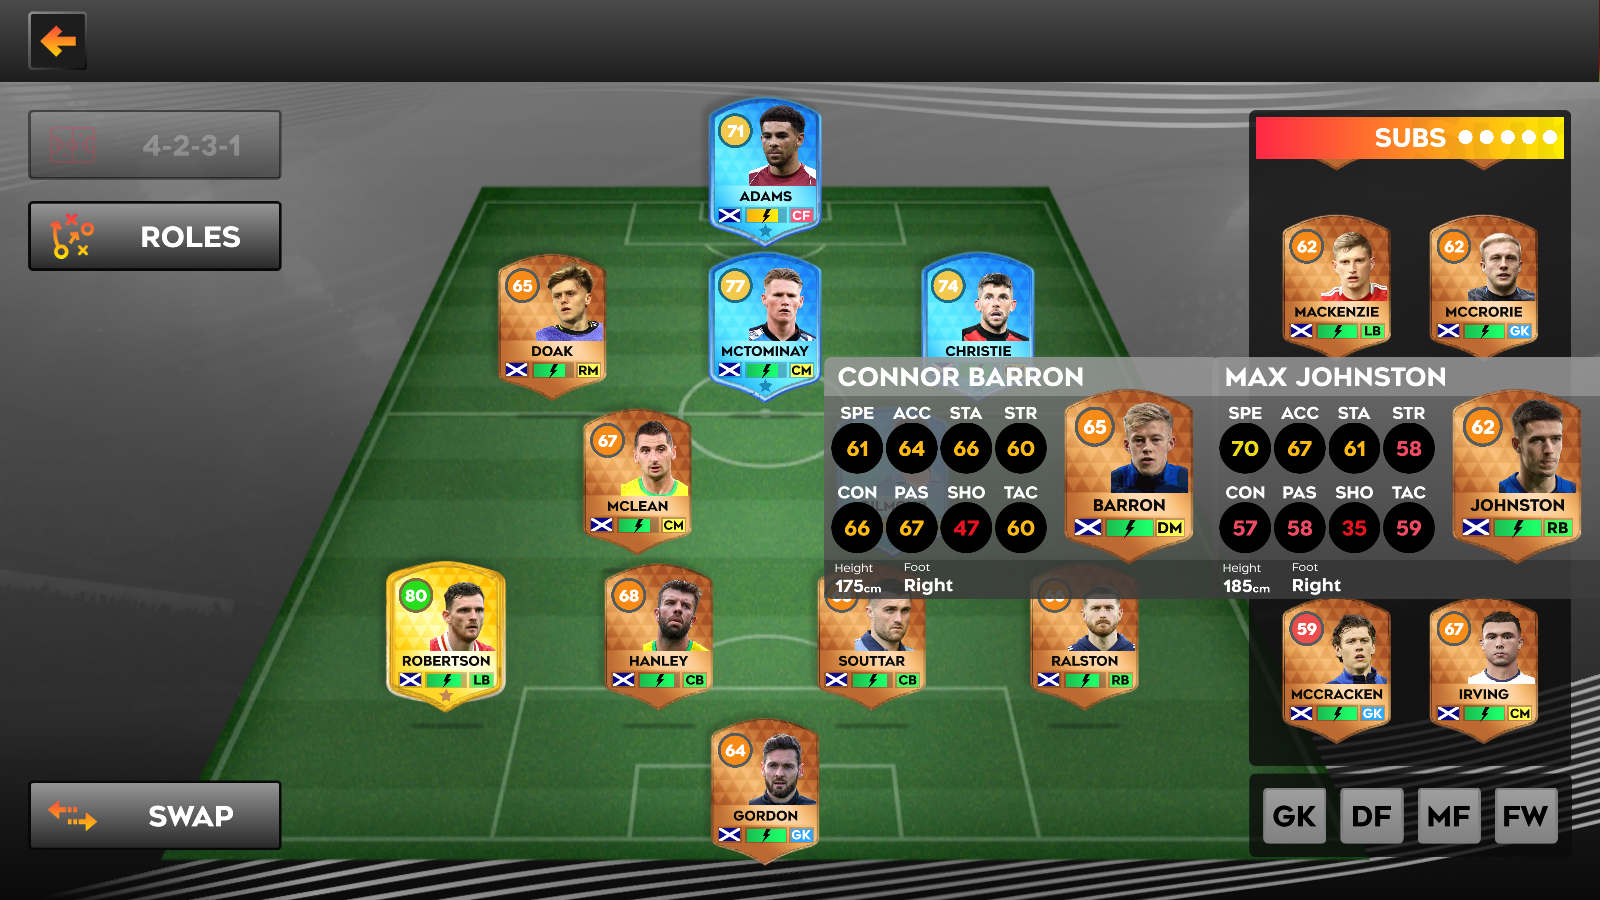 4-2-3-1
ROLES
SWAP
SUBS
71
ADAMS
CF
65
DOAK
RM
77
MCTOMINAY
CM
74
CHRISTIE
67
MCLEAN
CM
80
ROBERTSON
LB
68
HANLEY
CB
SOUTTAR
CB
RALSTON
RB
64
GORDON
GK
62
MACKENZIE
LB
62
MCCRORIE
GK
CONNOR BARRON
SPE ACC STA STR
61 64 66 60
CON PAS SHO TAC
66 67 47 60
Height Foot
175cm Right
65
BARRON
DM
MAX JOHNSTON
SPE ACC STA STR
70 67 61 58
CON PAS SHO TAC
57 58 35 59
Height Foot
185cm Right
62
JOHNSTON
RB
59
MCCRACKEN
GK
67
IRVING
CM
GK DF MF FW